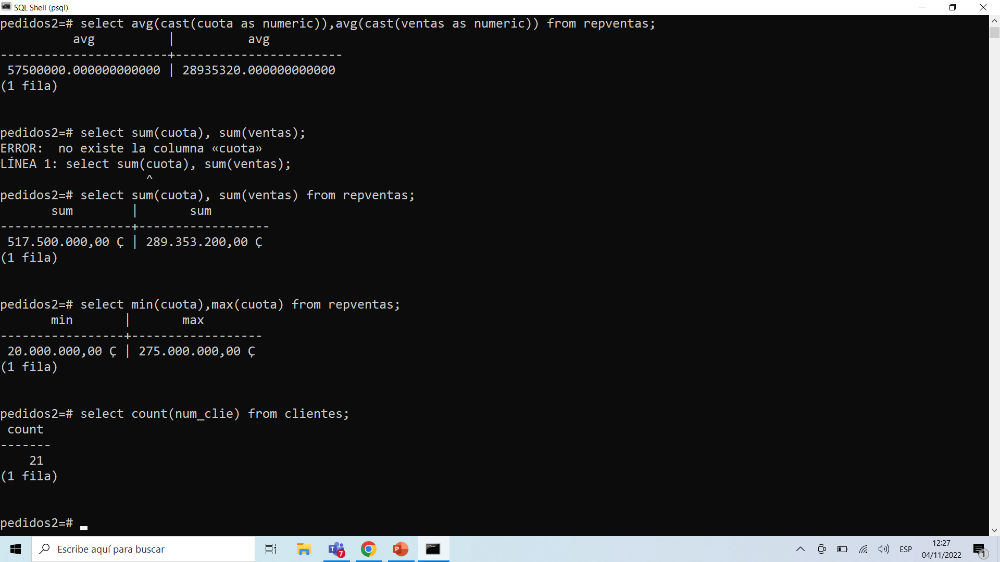 SQL Shell (psql)
pedidos2=# select avg(cast(cuota as numeric)),avg(cast(ventas as numeric)) from repventas;
          avg          |          avg
-----------------------+-----------------------
 57500000.000000000000 | 28935320.000000000000
(1 fila)
pedidos2=# select sum(cuota), sum(ventas);
ERROR:  no existe la columna «cuota»
LÍNEA 1: select sum(cuota), sum(ventas);
                    ^
pedidos2=# select sum(cuota), sum(ventas) from repventas;
       sum        |       sum
------------------+------------------
 517.500.000,00 Ç | 289.353.200,00 Ç
(1 fila)
pedidos2=# select min(cuota),max(cuota) from repventas;
       min       |       max
-----------------+-----------------
 20.000.000,00 Ç | 275.000.000,00 Ç
(1 fila)
pedidos2=# select count(num_clie) from clientes;
 count
-------
    21
(1 fila)
pedidos2=#
Escribe aquí para buscar
7
ESP
12:27
04/11/2022
1